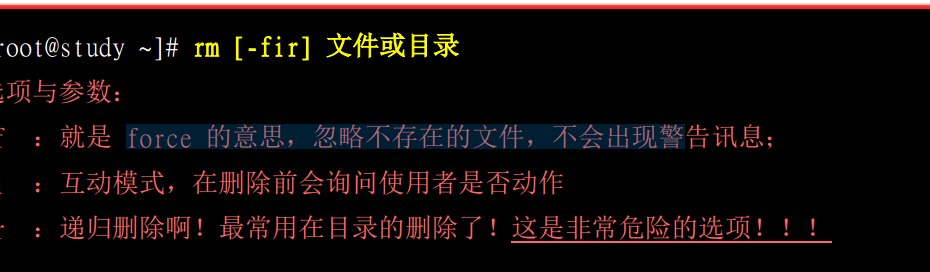 root@study ~]# rm [-fir] 文件或目录
选项与参数：
f ：就是 force 的意思，忽略不存在的文件，不会出现警告讯息；
i ：互动模式，在删除前会询问使用者是否动作
r ：递归删除啊！最常用在目录的删除了！这是非常危险的选项！！！